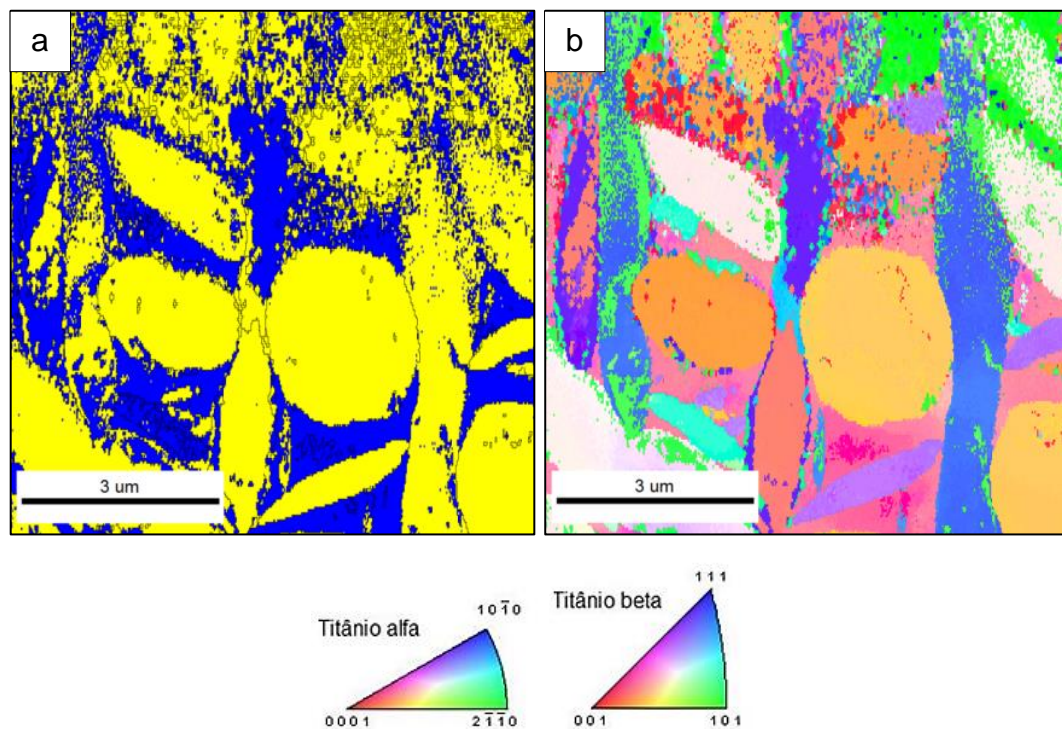 a
b
3 um
3 um
Titânio alfa
1 0 1̅ 0
0 0 0 1
2 1̅ 1̅ 0
Titânio beta
1 1 1
0 0 1
1 0 1